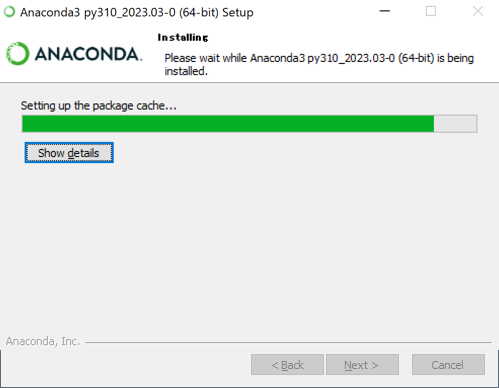 Anaconda3 py310_2023.03-0 (64-bit) Setup
Installing
Please wait while Anaconda3 py310_2023.03-0 (64-bit) is being
installed.
ANACONDA.
Setting up the package cache...
Show details
Anaconda, Inc.
< Back
Next >
Cancel